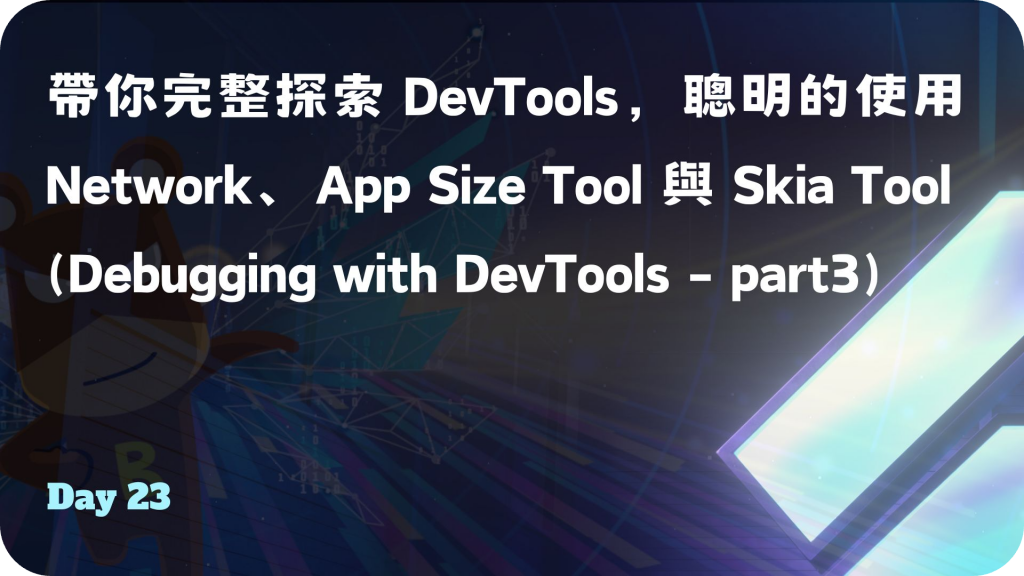 帶你完整探索 DevTools，聰明的使用
Network、App Size Tool 與 Skia Tool
(Debugging with DevTools - part3)
B
Day 23